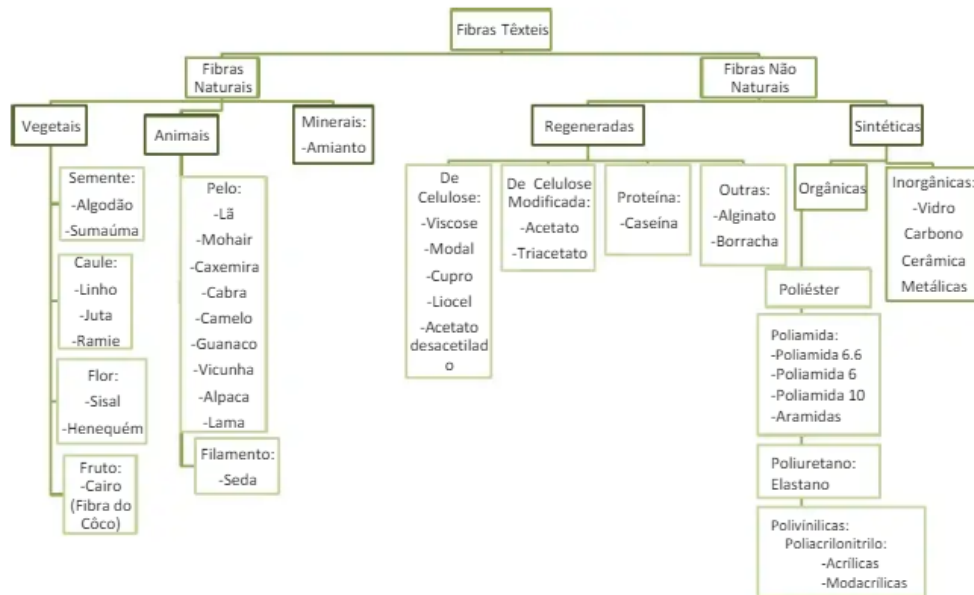 Fibras Têxteis
Fibras
Naturais
Fibras Não
Naturais
Vegetais
Animais
Minerais:
-Amianto
Regeneradas
Sintéticas
Semente:
-Algodão
-Sumaúma
Caule:
-Linho
-Juta
-Ramie
Flor:
-Sisal
-Henequém
Fruto:
-Cairo
(Fibra do
Côco)
Pelo:
-Lã
-Mohair
-Caxemira
-Cabra
-Camelo
-Guanaco
-Vicunha
-Alpaca
-Lama
Filamento:
-Seda
De
Celulose:
-Viscose
-Modal
-Cupro
-Liocel
-Acetato
desacetilad
o
De Celulose
Modificada:
-Acetato
-Triacetato
Proteína:
-Caseína
Outras:
-Alginato
-Borracha
Orgânicas
Poliéster
Poliamida:
-Poliamida 6.6
-Poliamida 6
-Poliamida 10
-Aramidas
Poliuretano:
Elastano
Polivínilicas:
Poliacrilonitrilo:
-Acrílicas
-Modacrílicas
Inorgânicas:
-Vidro
Carbono
Cerâmica
Metálicas